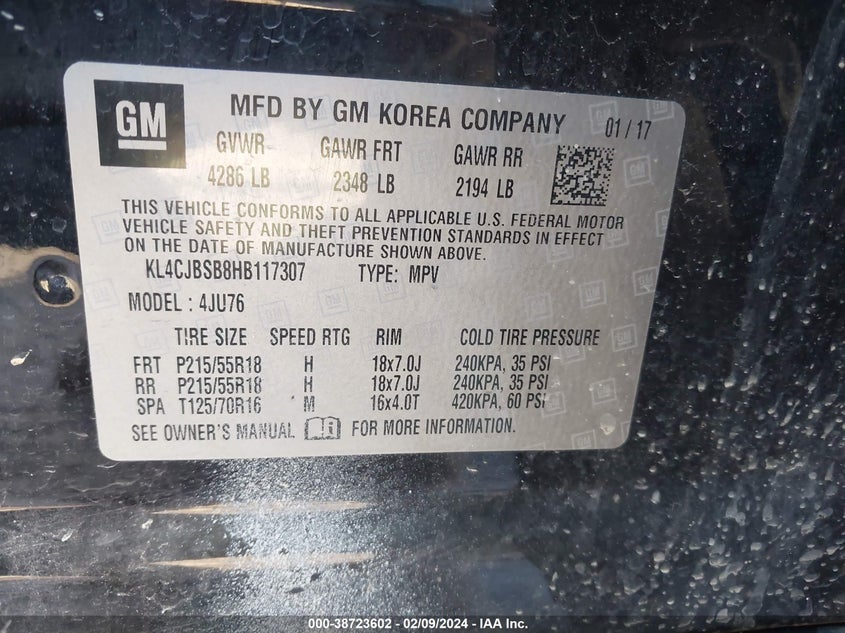 GM
MFD BY GM KOREA COMPANY 01 / 17
GVWR GAWR FRT GAWR RR
4286 LB 2348 LB 2194 LB
THIS VEHICLE CONFORMS TO ALL APPLICABLE U.S. FEDERAL MOTOR
VEHICLE SAFETY AND THEFT PREVENTION STANDARDS IN EFFECT
ON THE DATE OF MANUFACTURE SHOWN ABOVE.
KL4CJBSB8HB117307 TYPE: MPV
MODEL : 4JU76
TIRE SIZE SPEED RTG RIM COLD TIRE PRESSURE
FRT P215/55R18 H 18x7.0J 240KPA, 35 PSI
RR P215/55R18 H 18x7.0J 240KPA, 35 PSI
SPA T125/70R16 M 16x4.0T 420KPA, 60 PSI
SEE OWNER'S MANUAL FOR MORE INFORMATION.
000-38723602 - 02/09/2024 - IAA Inc.